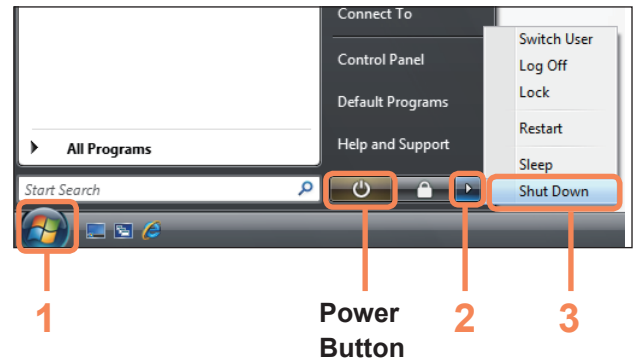 Connect To
Control Panel
Default Programs
Help and Support
All Programs
Start Search
Switch User
Log Off
Lock
Restart
Sleep
Shut Down
1
Power
Button
2
3